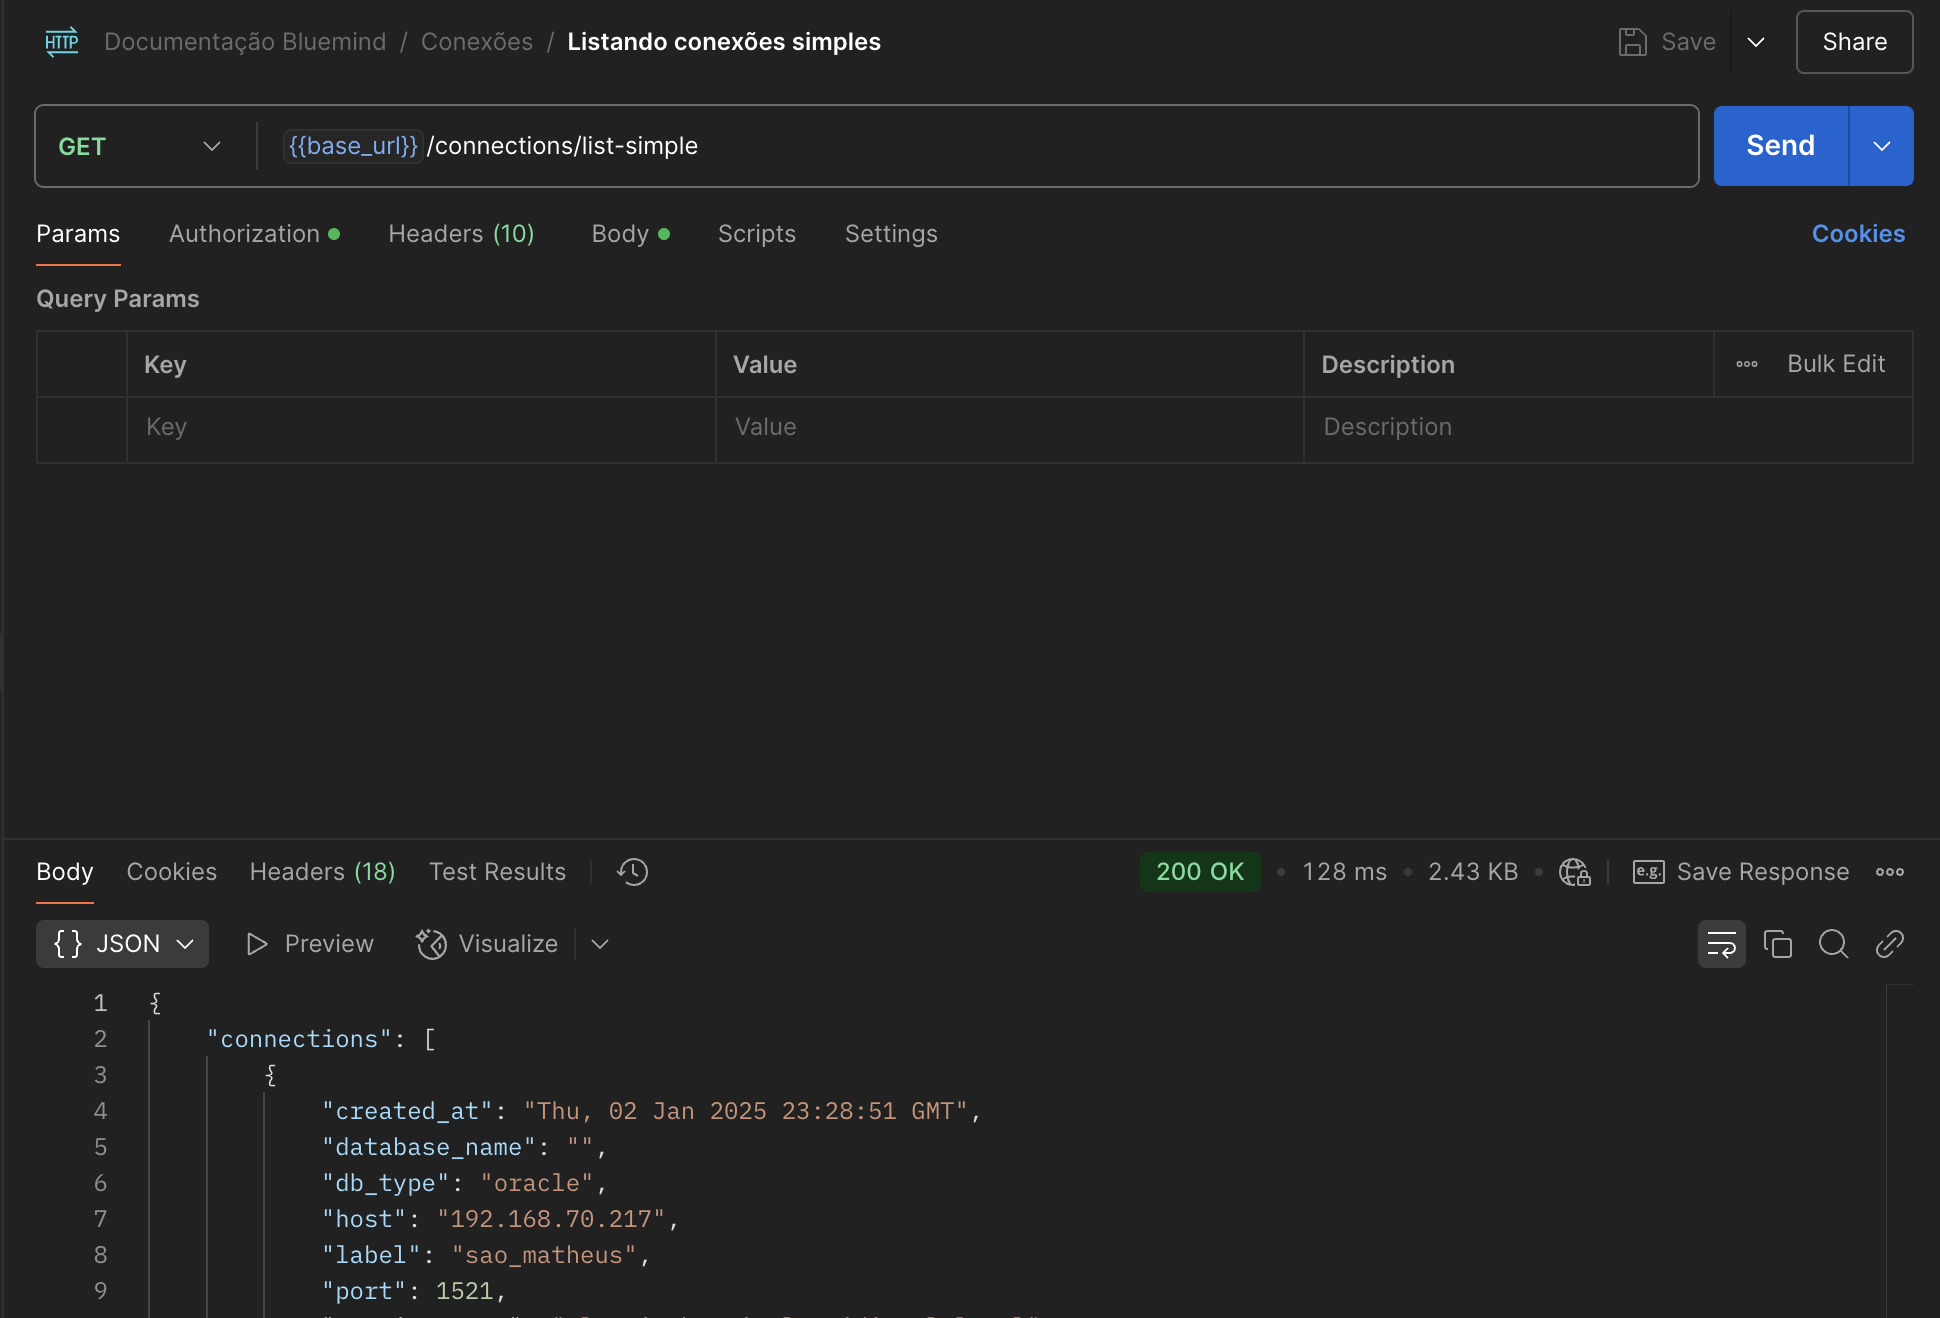 HTTP Documentação Bluemind / Conexões / Listando conexões simples Save Share
GET {{base_url}}/connections/list-simple Send
Params Authorization Headers (10) Body Scripts Settings Cookies
Query Params
Key Value Description Bulk Edit
Key Value Description
Body Cookies Headers (18) Test Results 200 OK 128 ms 2.43 KB e.g. Save Response
{} JSON Preview Visualize
1 {
2 "connections": [
3 {
4 "created_at": "Thu, 02 Jan 2025 23:28:51 GMT",
5 "database_name": "",
6 "db_type": "oracle",
7 "host": "192.168.70.217",
8 "label": "sao_matheus",
9 "port": 1521,